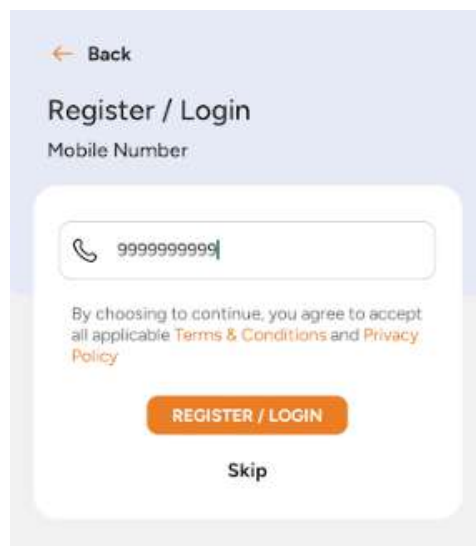 ← Back
Register / Login
Mobile Number
9999999999
By choosing to continue, you agree to accept
all applicable Terms & Conditions and Privacy
Policy
REGISTER / LOGIN
Skip